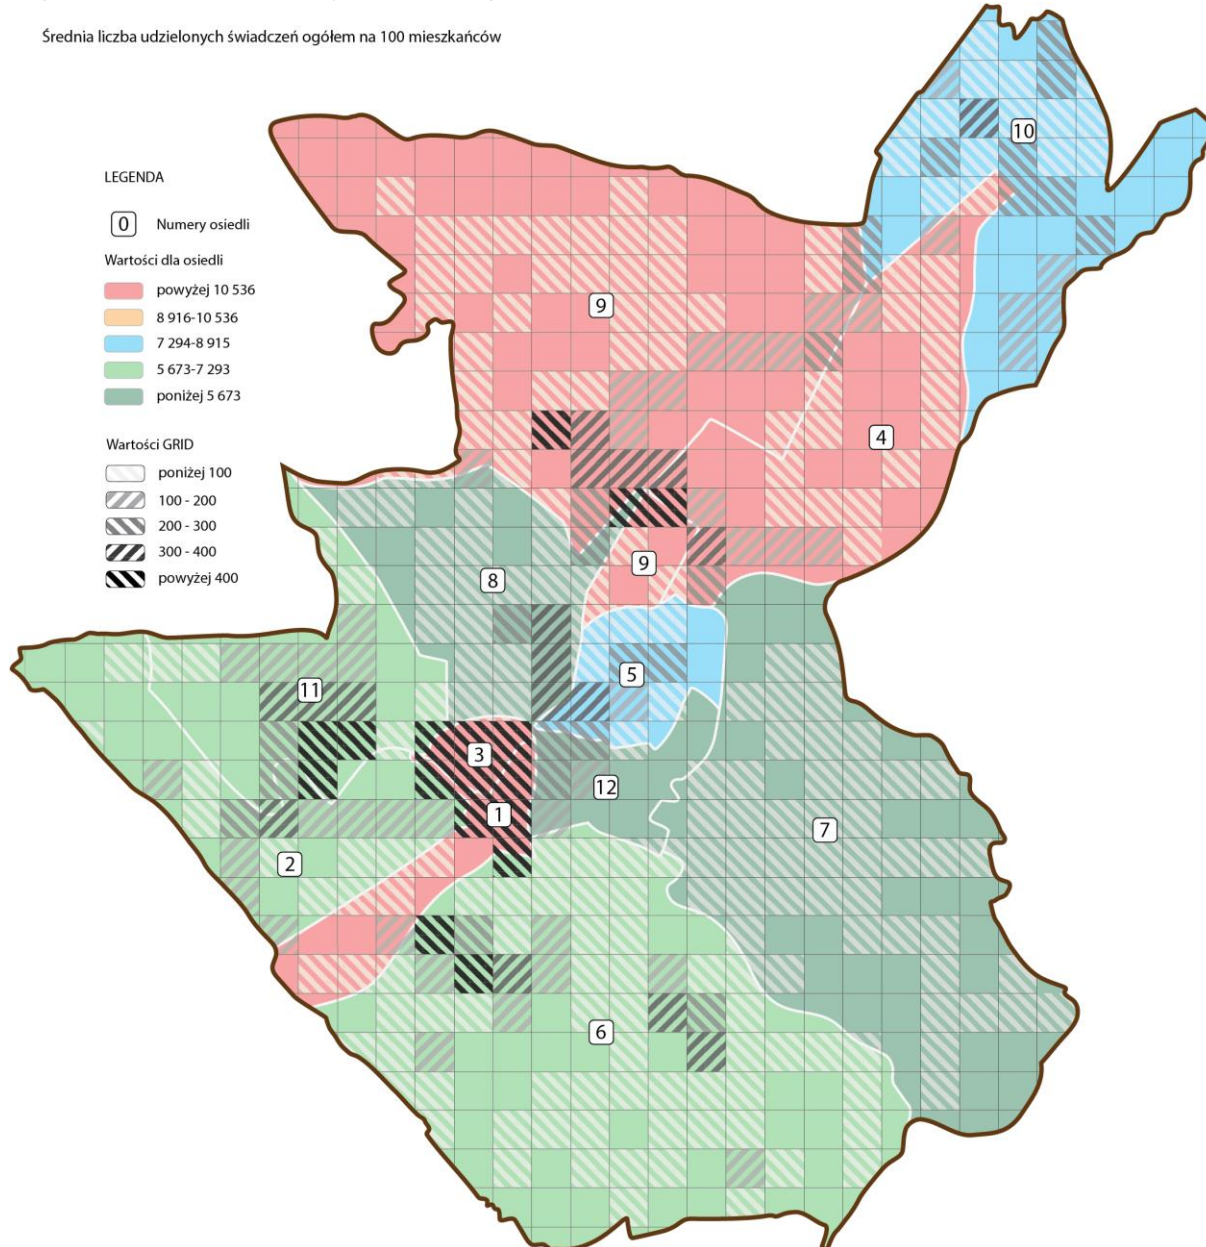 Średnia liczba udzielonych świadczeń ogółem na 100 mieszkańców
LEGENDA
0 Numery osiedli
Wartości dla osiedli
powyżej 10 536
8 916-10 536
7 294-8 915
5 673-7 293
poniżej 5 673
Wartości GRID
poniżej 100
100 - 200
200 - 300
300 - 400
powyżej 400
10
9
4
9
8
5
11
3
12
1
7
2
6